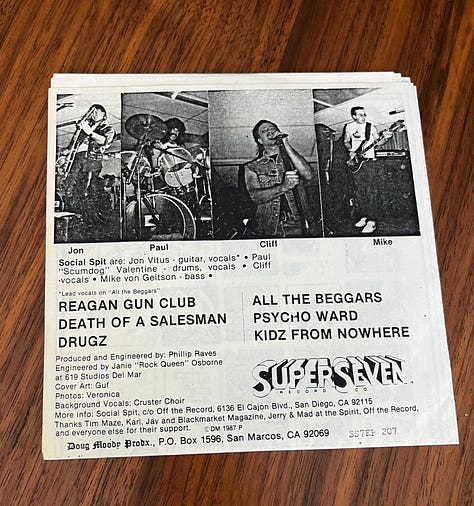 Jon Paul Cliff Mike
Social Spit are: Jon Vitus - guitar, vocals* • Paul
"Scumdog" Valentine - drums, vocals • Cliff
-vocals • Mike von Geitson - bass •
*Lead vocals on "All the Beggars"
REAGAN GUN CLUB
DEATH OF A SALESMAN
DRUGZ
ALL THE BEGGARS
PSYCHO WARD
KIDZ FROM NOWHERE
Produced and Engineered by: Phillip Raves
Engineered by Janie "Rock Queen" Osborne
at 619 Studios Del Mar
Cover Art: Guf
Photos: Veronica
Background Vocals: Cruster Choir
SUPER SEVEN
RECORD CO.
More info: Social Spit, c/o Off the Record, 6136 El Cajon Blvd., San Diego, CA 92115
Thanks Tim Maze, Karl, Jay and Blackmarket Magazine, Jerry & Mad at the Spirit, Off the Record,
and everyone else for their support. © DM 1987 P
Doug Moody Prodx., P.O. Box 1596, San Marcos, CA 92069 SS7EP 207